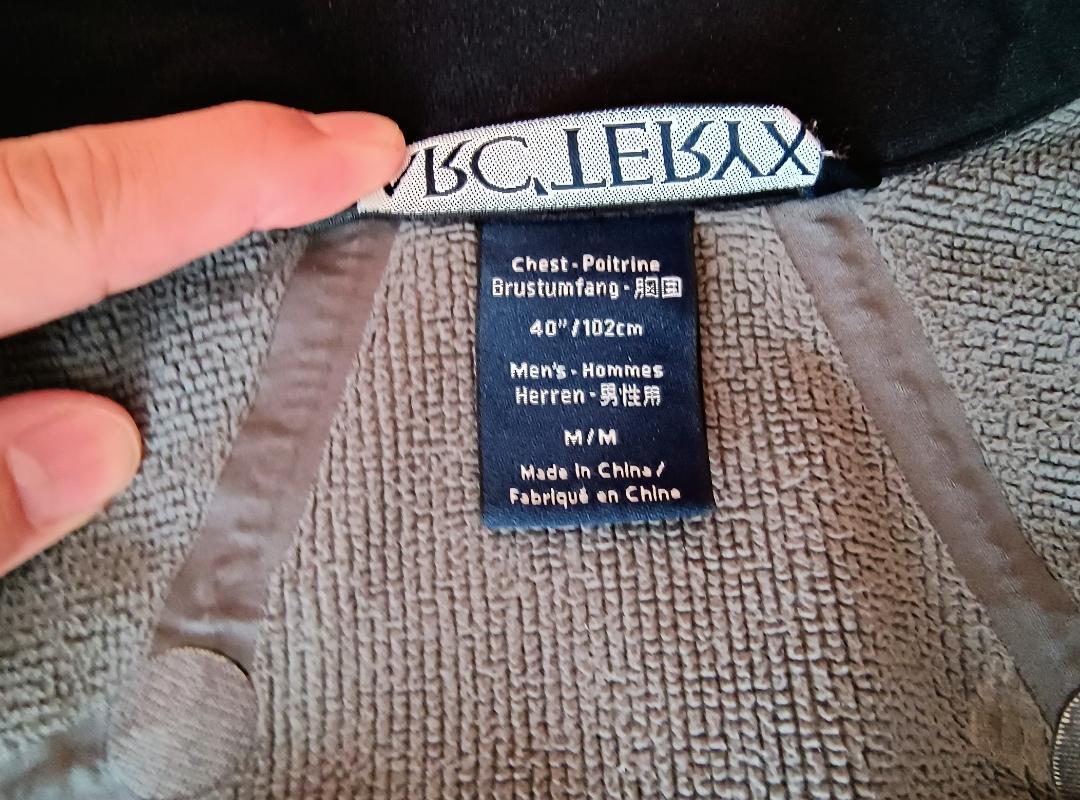 ARC'TERYX
Chest - Poitrine
Brustumfang - 胸囲
40"/102cm
Men's - Hommes
Herren - 男性用
M/M
Made in China/
Fabriqué en Chine